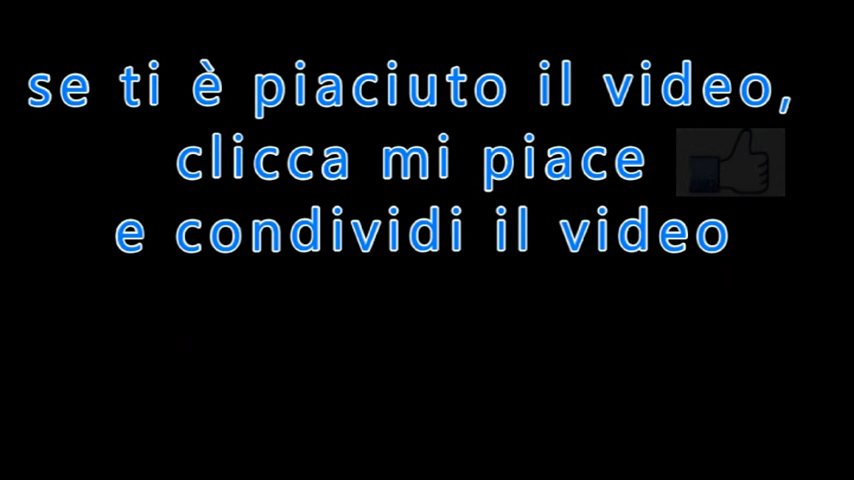 se ti è piaciuto il video,
clicca mi piace
e condividi il video